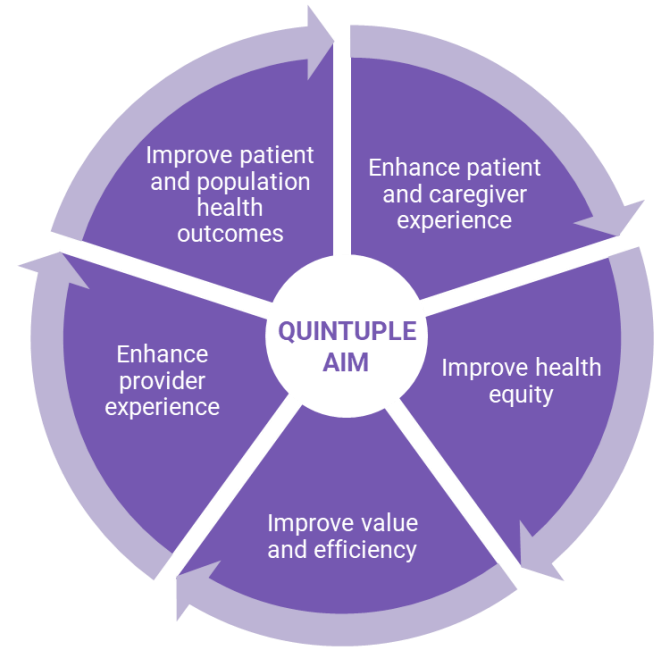 Improve patient
and population
health
outcomes
Enhance patient
and caregiver
experience
QUINTUPLE
AIM
Enhance
provider
experience
Improve health
equity
Improve value
and efficiency